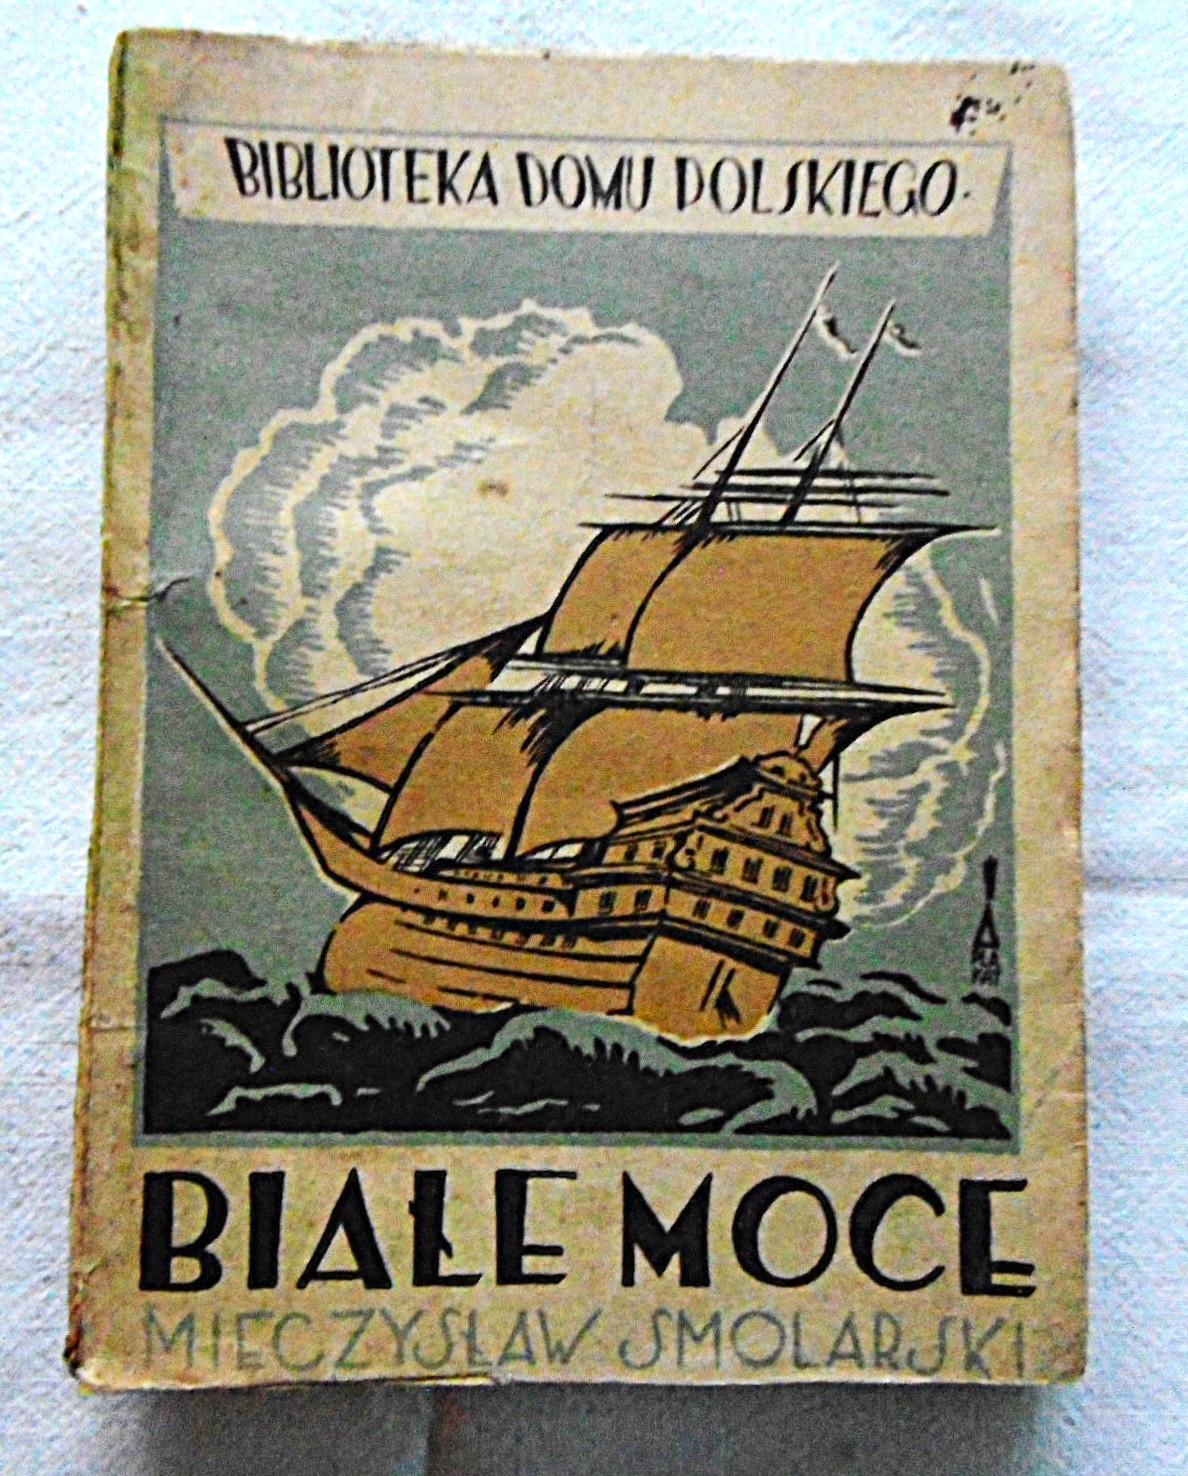 BIBLIOTEKA DOMU POLSKIEGO.
BIAŁE MOCE
MIECZYSŁAW SMOLARSKI